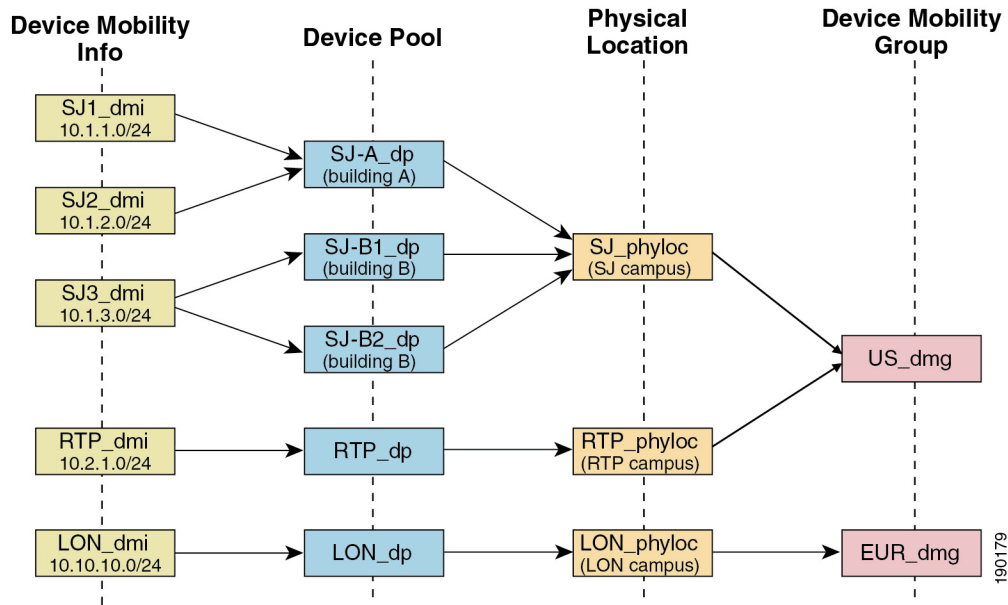 Device Mobility
Info
Device Pool
Physical
Location
Device Mobility
Group
SJ1_dmi
10.1.1.0/24
SJ2_dmi
10.1.2.0/24
SJ3_dmi
10.1.3.0/24
RTP_dmi
10.2.1.0/24
LON_dmi
10.10.10.0/24
SJ-A_dp
(building A)
SJ-B1_dp
(building B)
SJ-B2_dp
(building B)
RTP_dp
LON_dp
SJ_phyloc
(SJ campus)
RTP_phyloc
(RTP campus)
LON_phyloc
(LON campus)
US_dmg
EUR_dmg
190179